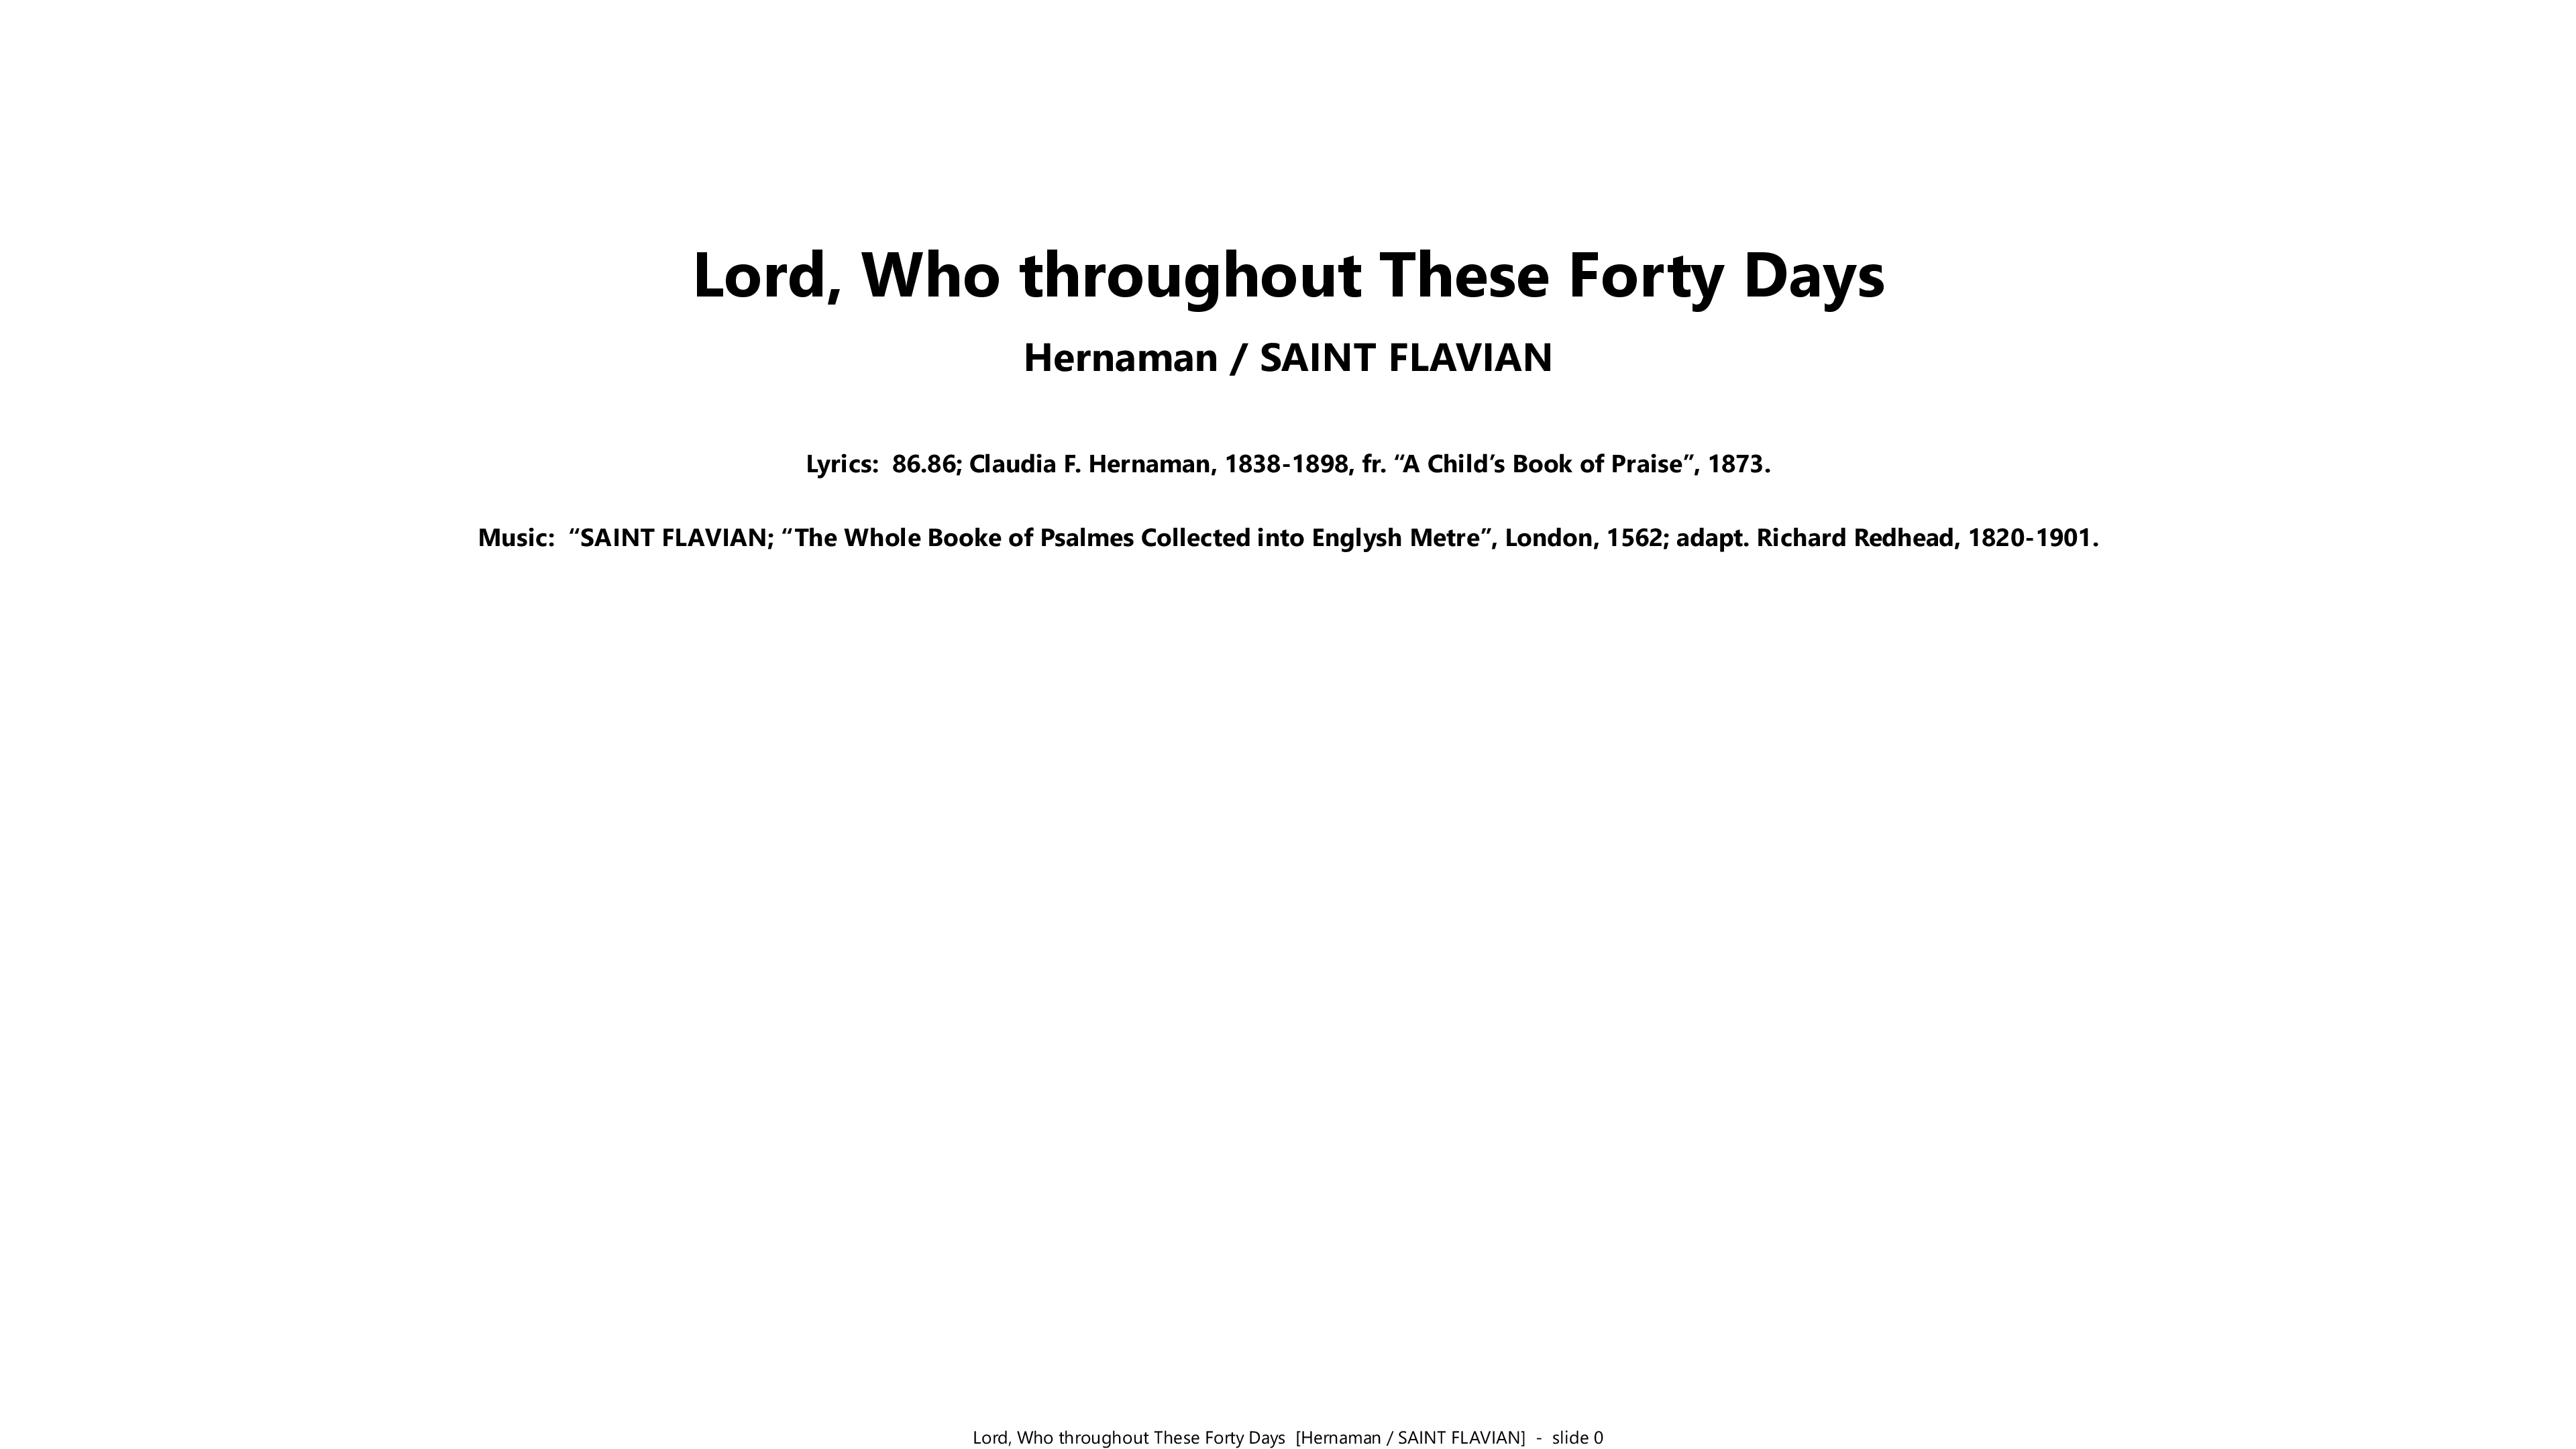 Lord, Who throughout These Forty Days
Hernaman / SAINT FLAVIAN
Lyrics:  86.86; Claudia F. Hernaman, 1838-1898, fr. “A Child’s Book of Praise”, 1873.
Music:  “SAINT FLAVIAN; “The Whole Booke of Psalmes Collected into Englysh Metre”, London, 1562; adapt. Richard Redhead, 1820-1901.
Lord, Who throughout These Forty Days  [Hernaman / SAINT FLAVIAN]  -  slide 0